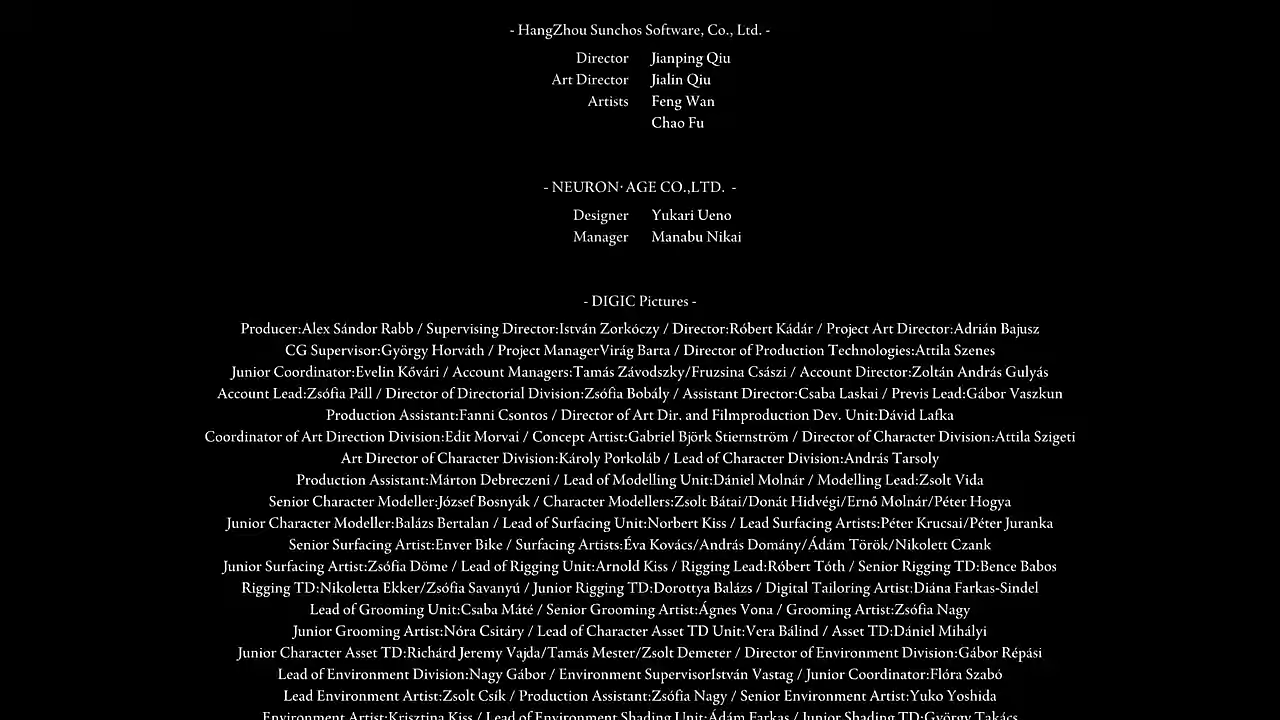 - HangZhou Sunchos Software, Co., Ltd. -
Director Jianping Qiu
Art Director Jialin Qiu
Artists Feng Wan
Chao Fu
- NEURON·AGE CO.,LTD. -
Designer Yukari Ueno
Manager Manabu Nikai
- DIGIC Pictures -
Producer:Alex Sándor Rabb / Supervising Director:István Zorkóczy / Director:Róbert Kádár / Project Art Director:Adrián Bajusz
CG Supervisor:György Horváth / Project ManagerVirág Barta / Director of Production Technologies:Attila Szenes
Junior Coordinator:Evelin Kővári / Account Managers:Tamás Závodszky/Fruzsina Császi / Account Director:Zoltán András Gulyás
Account Lead:Zsófia Páll / Director of Directorial Division:Zsófia Bobály / Assistant Director:Csaba Laskai / Previs Lead:Gábor Vaszkun
Production Assistant:Fanni Csontos / Director of Art Dir. and Filmproduction Dev. Unit:Dávid Lafka
Coordinator of Art Direction Division:Edit Morvai / Concept Artist:Gabriel Björk Stiernström / Director of Character Division:Attila Szigeti
Art Director of Character Division:Károly Porkoláb / Lead of Character Division:András Tarsoly
Production Assistant:Márton Debreczeni / Lead of Modelling Unit:Dániel Molnár / Modelling Lead:Zsolt Vida
Senior Character Modeller:József Bosnyák / Character Modellers:Zsolt Bátai/Donát Hidvégi/Ernő Molnár/Péter Hogya
Junior Character Modeller:Balázs Bertalan / Lead of Surfacing Unit:Norbert Kiss / Lead Surfacing Artists:Péter Krucsai/Péter Juranka
Senior Surfacing Artist:Enver Bike / Surfacing Artists:Éva Kovács/András Domány/Ádám Török/Nikolett Czank
Junior Surfacing Artist:Zsófia Döme / Lead of Rigging Unit:Arnold Kiss / Rigging Lead:Róbert Tóth / Senior Rigging TD:Bence Babos
Rigging TD:Nikoletta Ekker/Zsófia Savanyú / Junior Rigging TD:Dorottya Balázs / Digital Tailoring Artist:Diána Farkas-Sindel
Lead of Grooming Unit:Csaba Máté / Senior Grooming Artist:Ágnes Vona / Grooming Artist:Zsófia Nagy
Junior Grooming Artist:Nóra Csitáry / Lead of Character Asset TD Unit:Vera Bálind / Asset TD:Dániel Mihályi
Junior Character Asset TD:Richárd Jeremy Vajda/Tamás Mester/Zsolt Demeter / Director of Environment Division:Gábor Répási
Lead of Environment Division:Nagy Gábor / Environment SupervisorIstván Vastag / Junior Coordinator:Flóra Szabó
Lead Environment Artist:Zsolt Csík / Production Assistant:Zsófia Nagy / Senior Environment Artist:Yuko Yoshida
Environment Artist:Krisztina Kiss / Lead of Environment Shading Unit:Ádám Farkas / Junior Shading TD:György Takács